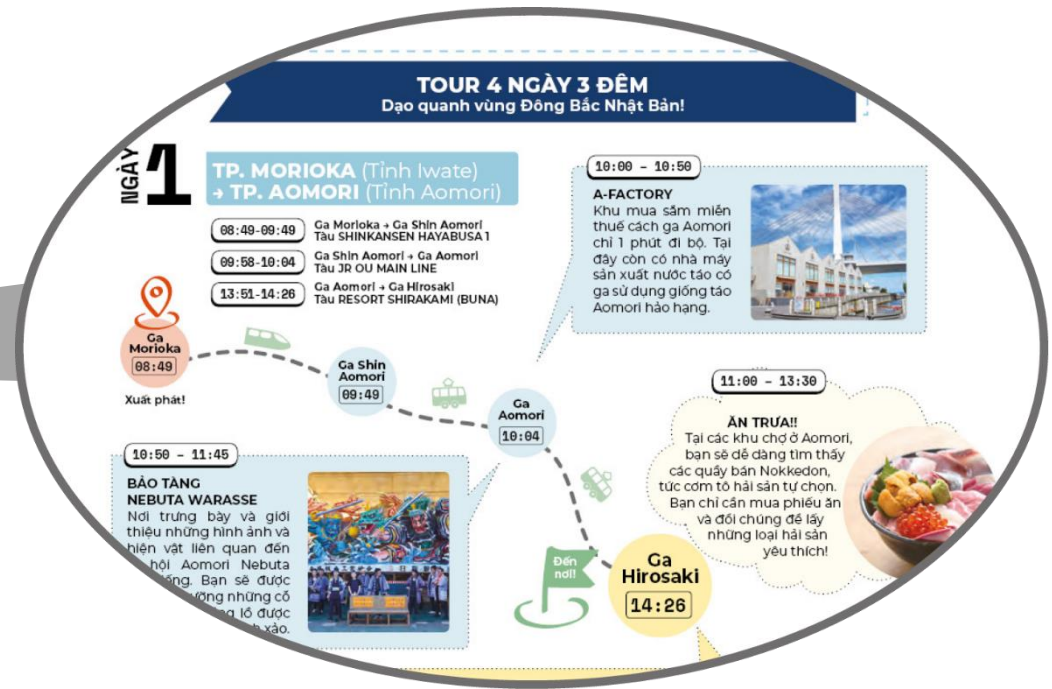 TOUR 4 NGÀY 3 ĐÊM
Dạo quanh vùng Đông Bắc Nhật Bản!
NGÀY 1
TP. MORIOKA (Tỉnh Iwate)
→ TP. AOMORI (Tỉnh Aomori)
08:49-09:49
Ga Morioka → Ga Shin Aomori
Tàu SHINKANSEN HAYABUSA 1
09:58-10:04
Ga Shin Aomori → Ga Aomori
Tàu JR OU MAIN LINE
13:51-14:26
Ga Aomori → Ga Hirosaki
Tàu RESORT SHIRAKAMI (BUNA)
10:00 - 10:50
A-FACTORY
Khu mua sắm miễn
thuế cách ga Aomori
chỉ 1 phút đi bộ. Tại
đây còn có nhà máy
sản xuất nước táo có
ga sử dụng giống táo
Aomori hảo hạng.
Ga
Morioka
08:49
Xuất phát!
Ga Shin
Aomori
09:49
Ga
Aomori
10:04
11:00 - 13:30
ĂN TRƯA!!
Tại các khu chợ ở Aomori,
bạn sẽ dễ dàng tìm thấy
các quầy bán Nokkedon,
tức cơm tô hải sản tự chọn.
Bạn chỉ cần mua phiếu ăn
và đổi chúng để lấy
những loại hải sản
yêu thích!
10:50 - 11:45
BẢO TÀNG
NEBUTA WARASSE
Nơi trưng bày và giới
thiệu những hình ảnh và
hiện vật liên quan đến
hội Aomori Nebuta
Bạn sẽ được
những cỗ
lồ được
xảo.
Đến
nơi!
Ga
Hirosaki
14:26